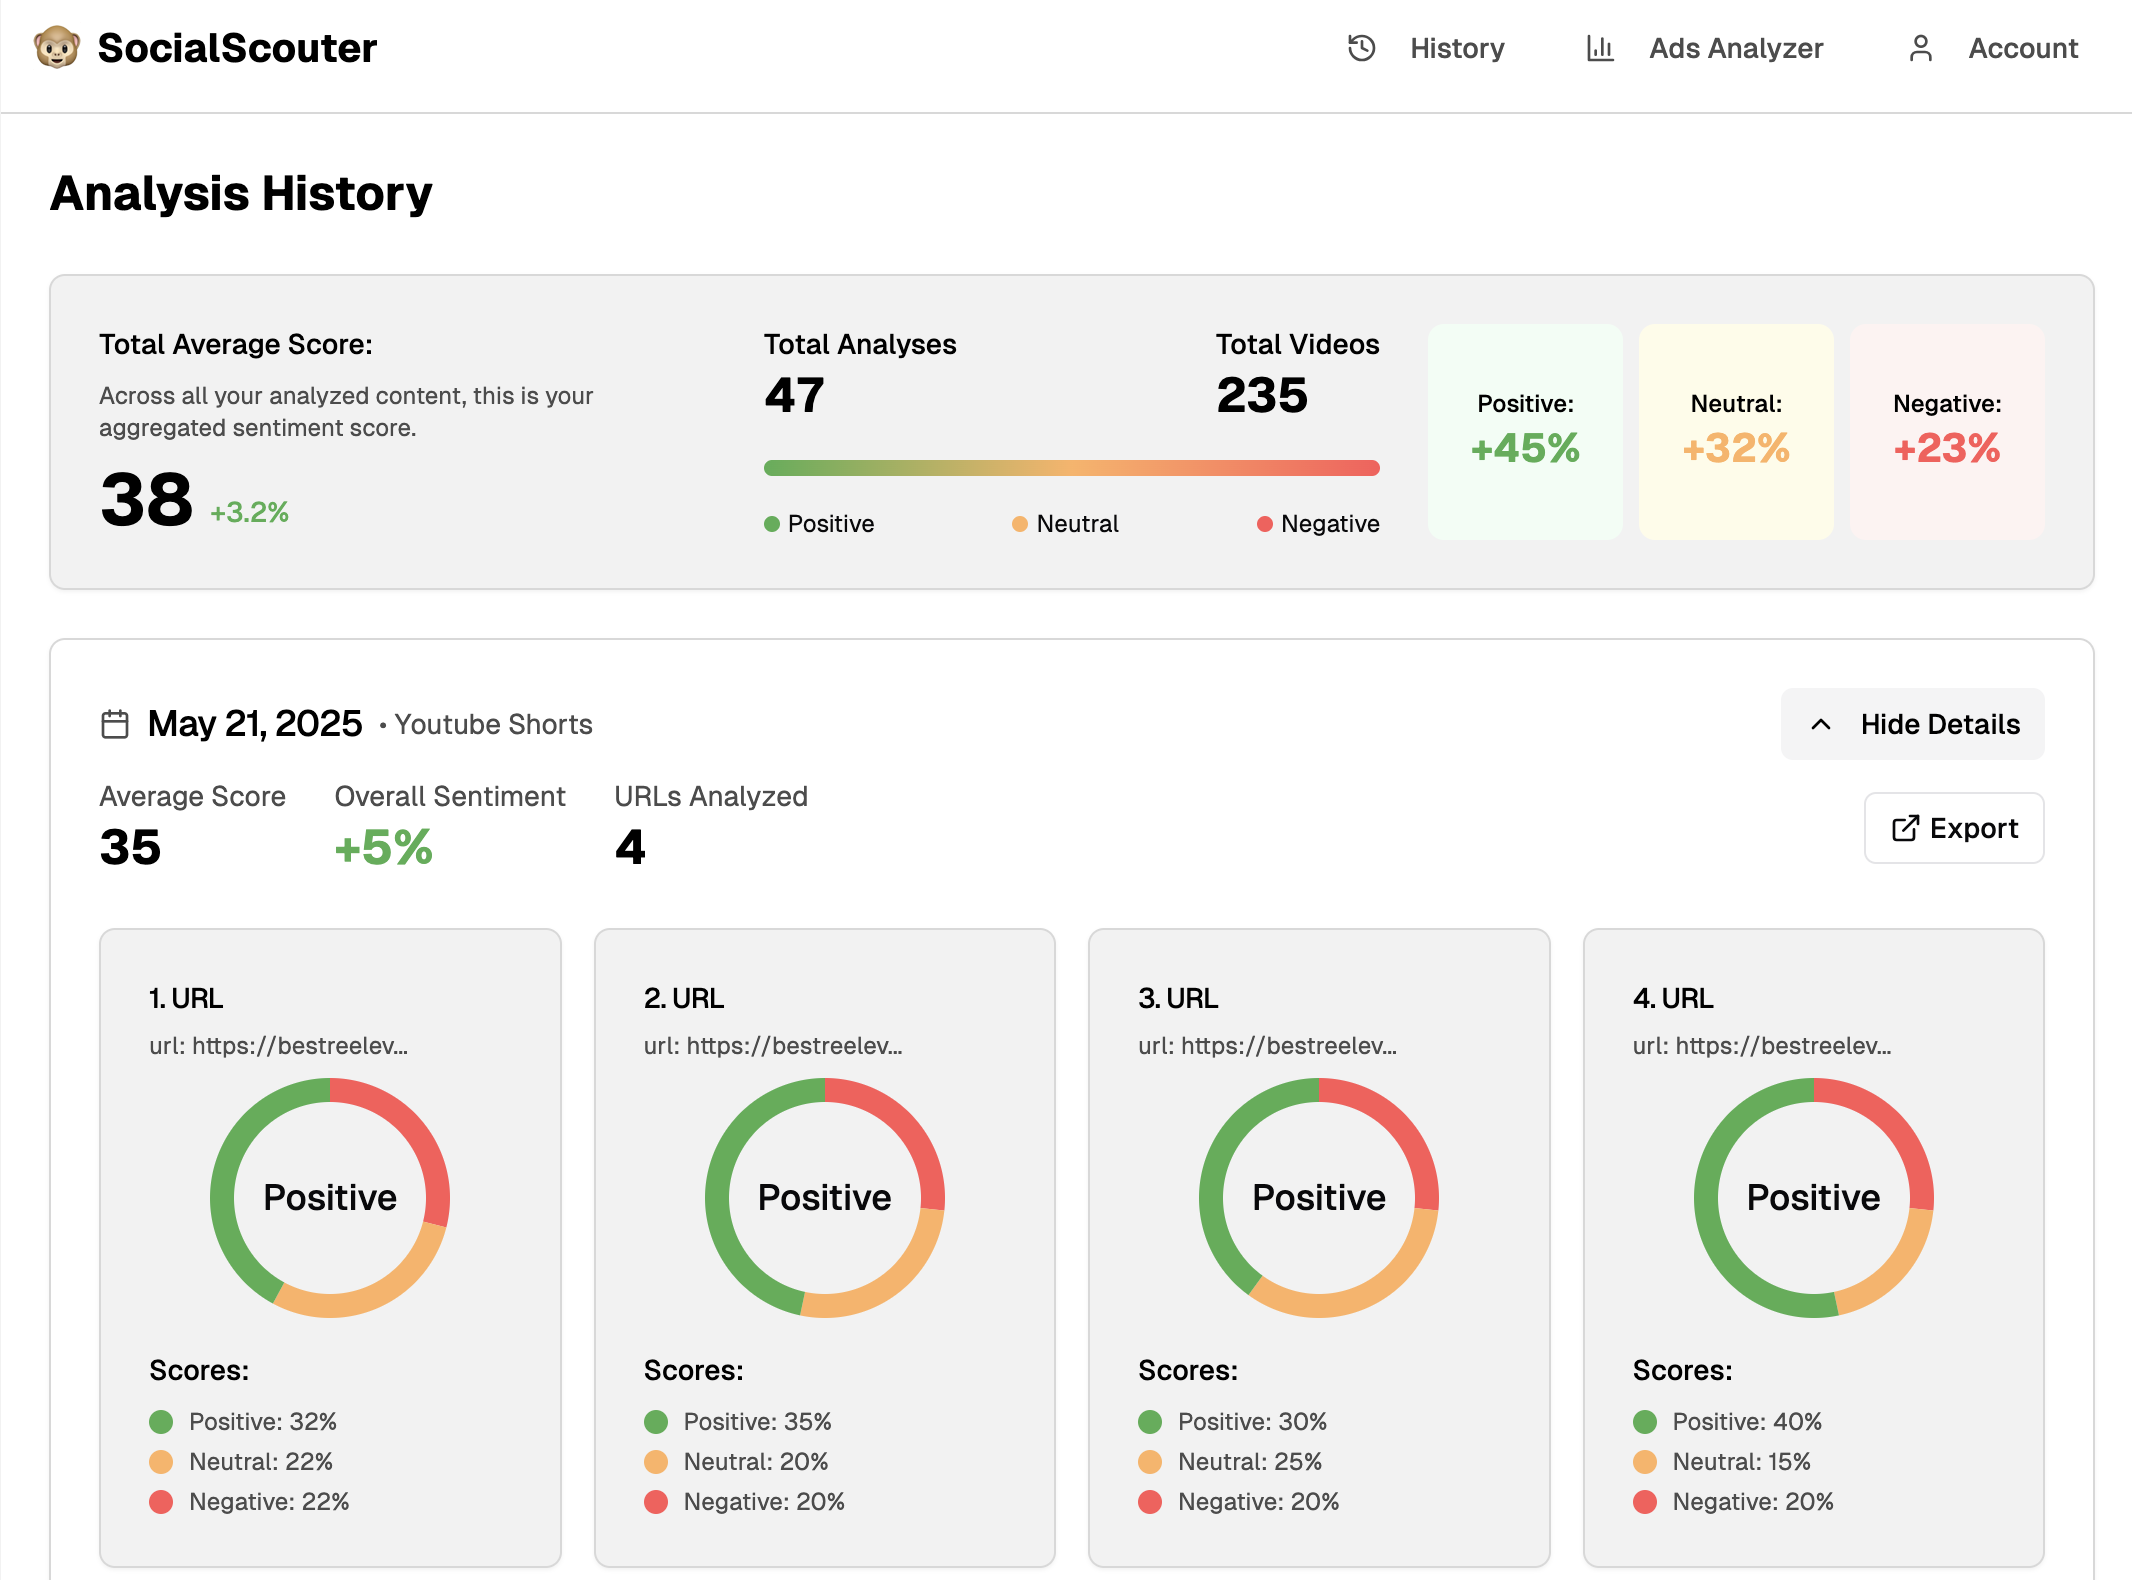 SocialScouter
History
Ads Analyzer
Account
Analysis History
Total Average Score:
Across all your analyzed content, this is your
aggregated sentiment score.
38 +3.2%
Total Analyses
47
Total Videos
235
Positive
Neutral
Negative
Positive:
+45%
Neutral:
+32%
Negative:
+23%
May 21, 2025 • Youtube Shorts
Hide Details
Average Score
35
Overall Sentiment
+5%
URLs Analyzed
4
Export
1. URL
url: https://bestreelev...
Positive
Scores:
Positive: 32%
Neutral: 22%
Negative: 22%
2. URL
url: https://bestreelev...
Positive
Scores:
Positive: 35%
Neutral: 20%
Negative: 20%
3. URL
url: https://bestreelev...
Positive
Scores:
Positive: 30%
Neutral: 25%
Negative: 20%
4. URL
url: https://bestreelev...
Positive
Scores:
Positive: 40%
Neutral: 15%
Negative: 20%